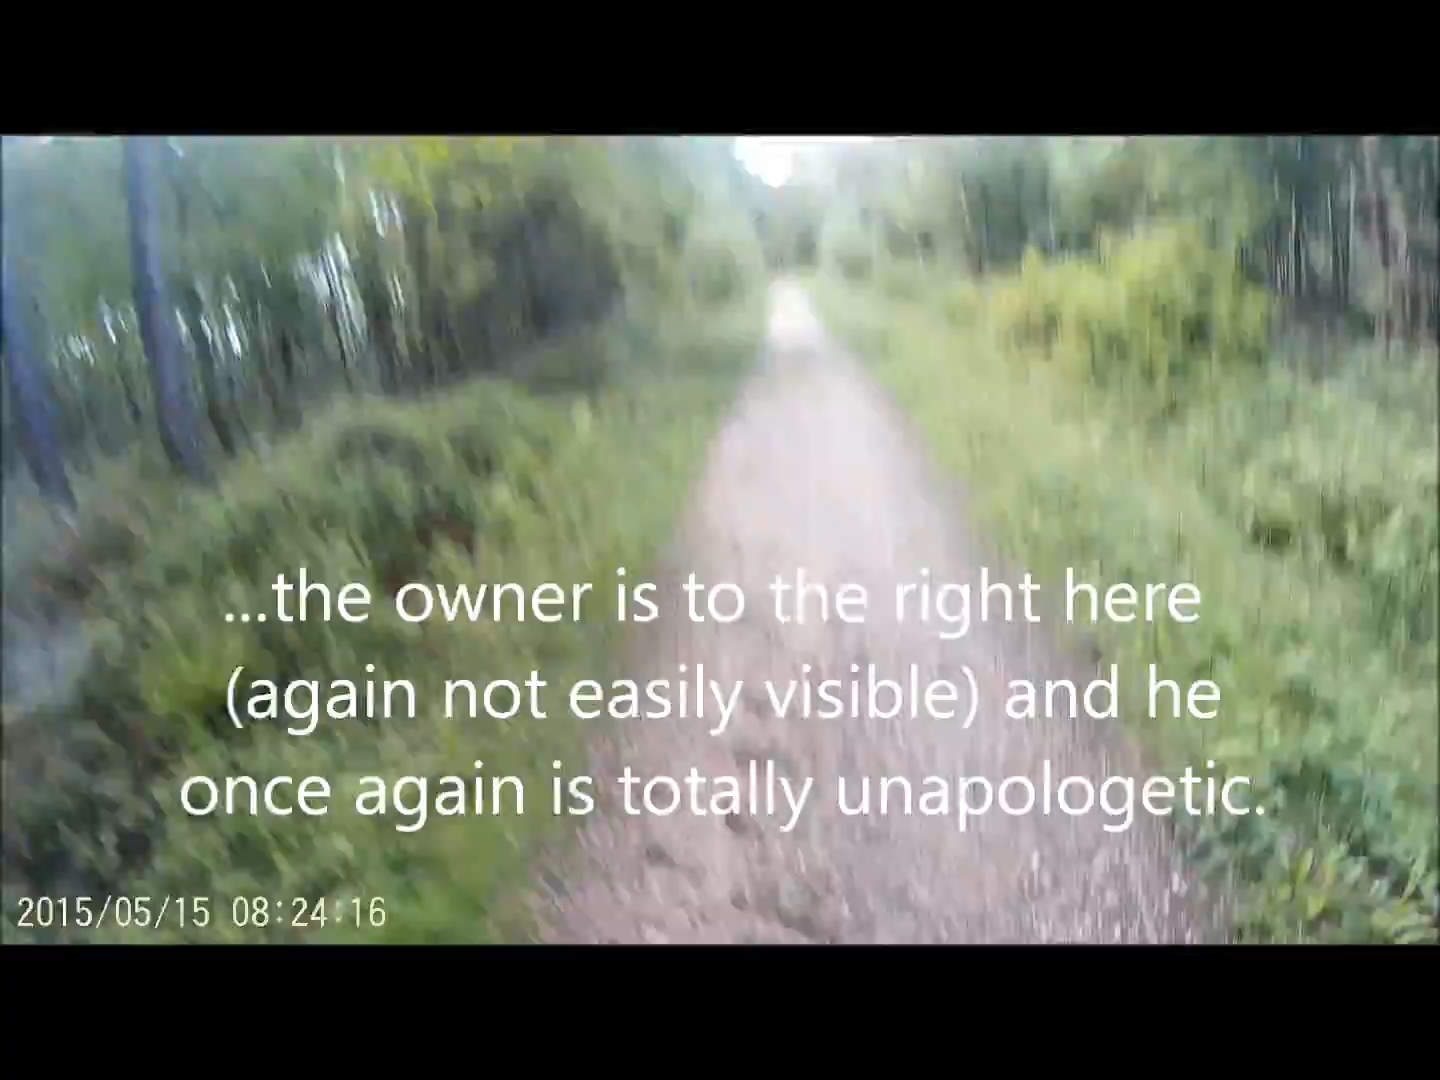 ...the owner is to the right here
(again not easily visible) and he
once again is totally unapologetic.
2015/05/15 08:24:16